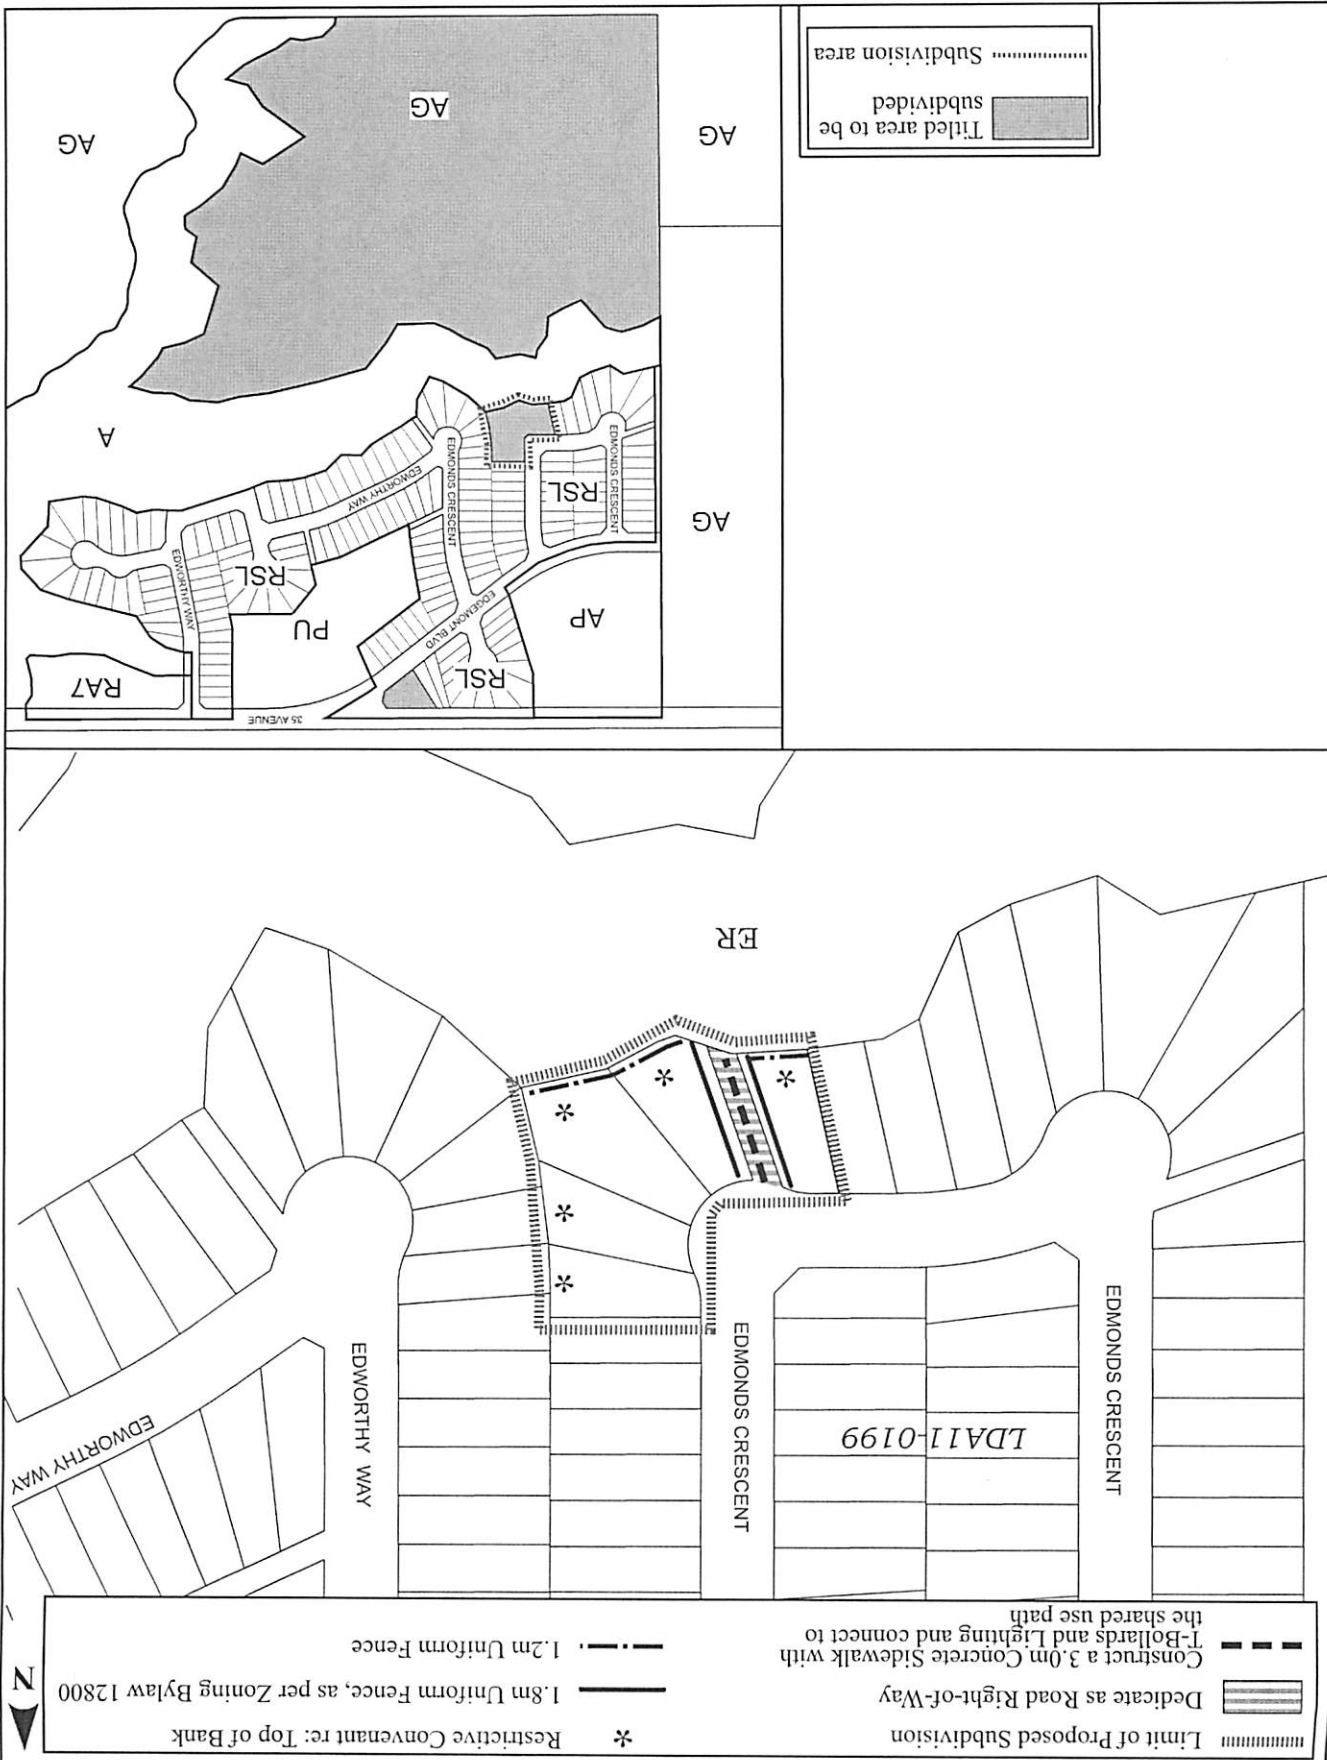 Limit of Proposed Subdivision
Dedicate as Road Right-of-Way
Construct a 3.0m Concrete Sidewalk with
T-Bollards and Lighting and connect to
the shared use path
Restrictive Convenant re: Top of Bank
1.8m Uniform Fence, as per Zoning Bylaw 12800
1.2m Uniform Fence
N
EDMONDS CRESCENT
LDA11-0199
EDMONDS CRESCENT
EDWORTHY WAY
EDWORTHY WAY
ER
35 AVENUE
RSL
RA7
AP
EDGEMONT BLVD
PU
EDWORTHY WAY
AG
EDMONDS CRESCENT
RSL
EDMONDS CRESCENT
EDWORTHY WAY
RSL
A
AG
AG
AG
Titled area to be
subdivided
Subdivision area